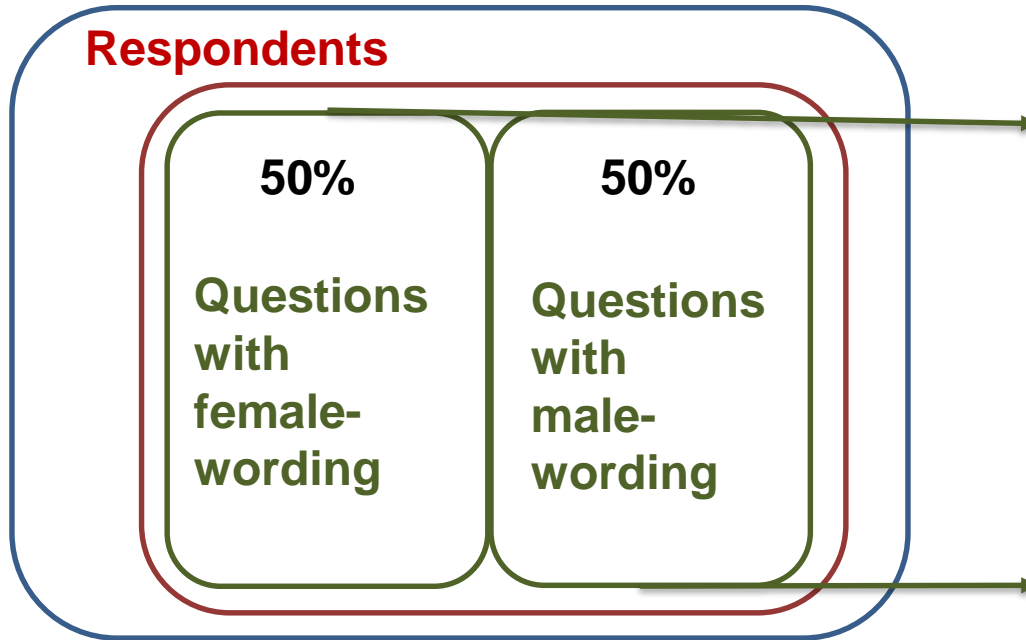 Respondents
50%
Questions
with
female-
wording
50%
Questions
with
male-
wording